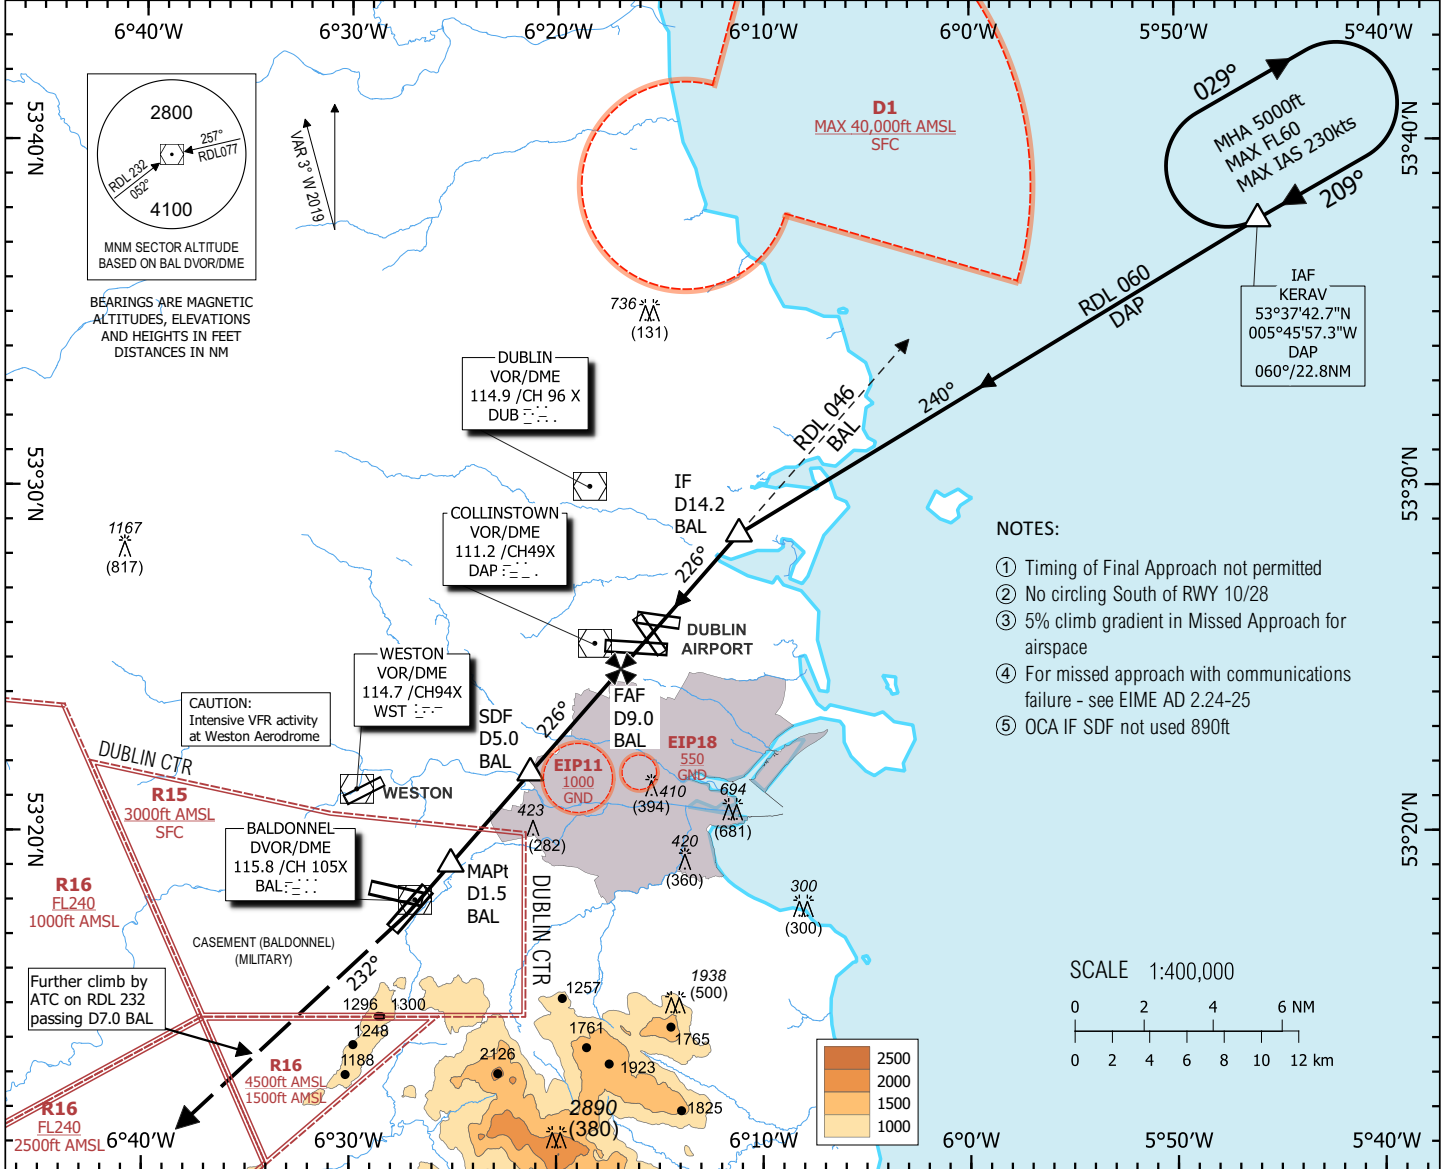 6°40'W
6°30'W
6°20'W
6°10'W
6°00'W
5°50'W
5°40'W
53°40'N
53°30'N
53°20'N
53°40'N
53°30'N
53°20'N
2800
257°
RDL077
RDL 232
052°
4100
MNM SECTOR ALTITUDE
BASED ON BAL DVOR/DME
BEARINGS ARE MAGNETIC
ALTITUDES, ELEVATIONS
AND HEIGHTS IN FEET
DISTANCES IN NM
VAR 3° W 2019
D1
MAX 40,000ft AMSL
SFC
029°
MHA 5000ft
MAX FL60
MAX IAS 230kts
209°
IAF
KERAV
53°37'42.7"N
005°45'57.3"W
DAP
060°/22.8NM
RDL 060
DAP
240°
RDL 046
BAL
736
(131)
DUBLIN
VOR/DME
114.9 /CH 96 X
DUB
IF
D14.2
BAL
226°
COLLINSTOWN
VOR/DME
111.2 /CH49X
DAP
1167
(817)
DUBLIN
AIRPORT
NOTES:
1 Timing of Final Approach not permitted
2 No circling South of RWY 10/28
3 5% climb gradient in Missed Approach for
airspace
4 For missed approach with communications
failure - see EIME AD 2.24-25
5 OCA IF SDF not used 890ft
WESTON
VOR/DME
114.7 /CH94X
WST
CAUTION:
Intensive VFR activity
at Weston Aerodrome
FAF
D9.0
BAL
226°
SDF
D5.0
BAL
EIP18
550
GND
EIP11
1000
GND
DUBLIN CTR
WESTON
R15
3000ft AMSL
SFC
410
(394)
694
(681)
423
(282)
420
(360)
300
(300)
BALDONNEL
DVOR/DME
115.8 /CH 105X
BAL
MAPt
D1.5
BAL
DUBLIN CTR
R16
FL240
1000ft AMSL
CASEMENT (BALDONNEL)
(MILITARY)
232°
Further climb by
ATC on RDL 232
passing D7.0 BAL
1296
1300
1248
1188
1257
1938
(500)
1761
1765
2126
1923
1825
2890
(380)
R16
4500ft AMSL
1500ft AMSL
R16
FL240
2500ft AMSL
SCALE 1:400,000
0 2 4 6 NM
0 2 4 6 8 10 12 km
2500
2000
1500
1000
6°40'W
6°30'W
6°20'W
6°10'W
6°00'W
5°50'W
5°40'W